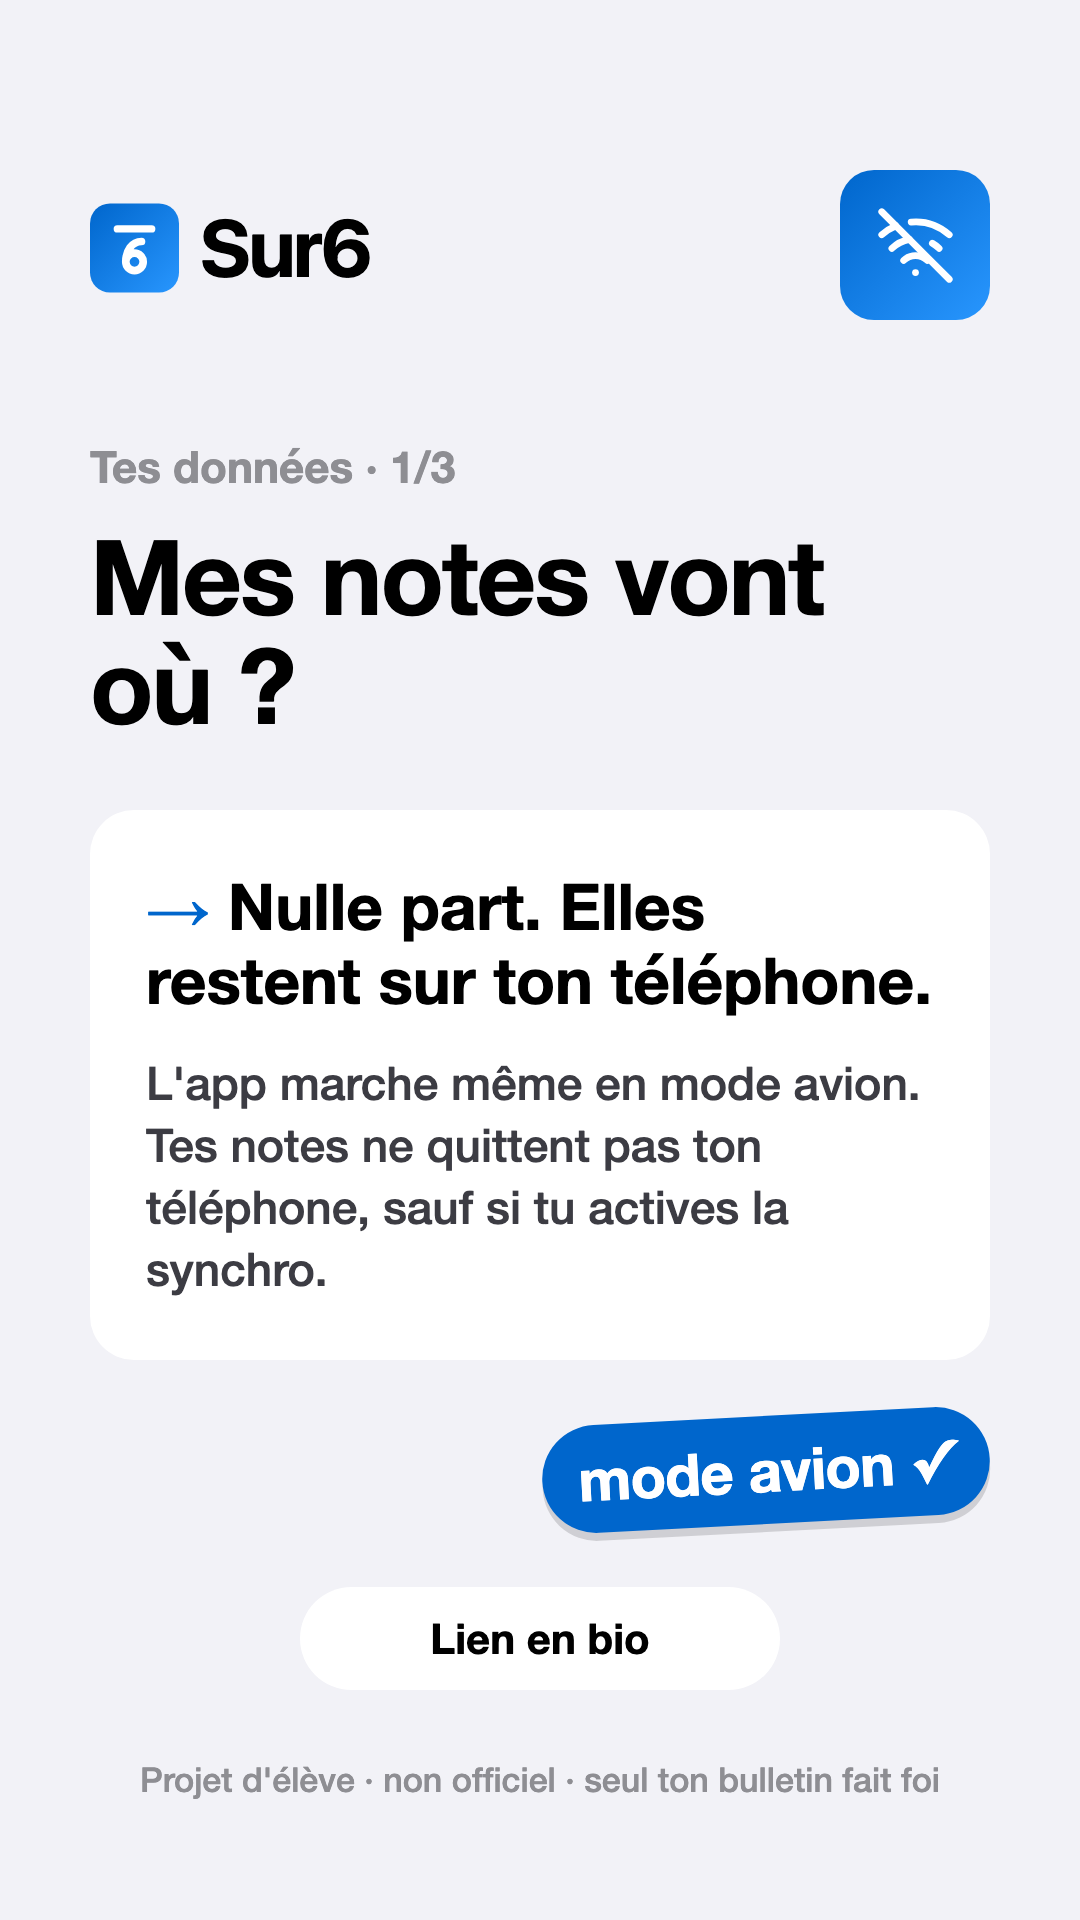 6
Sur6
Tes données · 1/3
Mes notes vont
où ?
→ Nulle part. Elles
restent sur ton téléphone.
L'app marche même en mode avion.
Tes notes ne quittent pas ton
téléphone, sauf si tu actives la
synchro.
mode avion ✓
Lien en bio
Projet d'élève · non officiel · seul ton bulletin fait foi